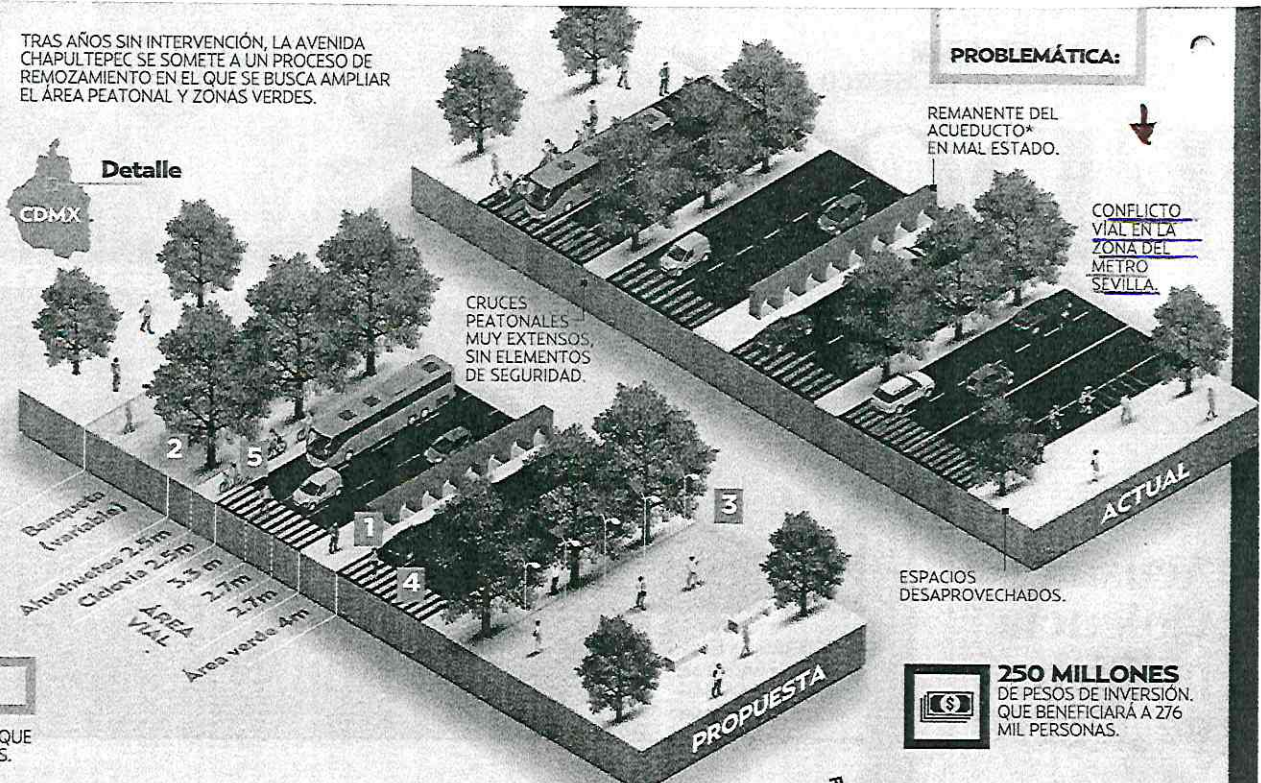 TRAS AÑOS SIN INTERVENCIÓN, LA AVENIDA
CHAPULTEPEC SE SOMETE A UN PROCESO DE
REMOZAMIENTO EN EL QUE SE BUSCA AMPLIAR
EL ÁREA PEATONAL Y ZONAS VERDES.
Detalle
CDMX
PROBLEMÁTICA:
REMANENTE DEL
ACUEDUCTO*
EN MAL ESTADO.
CONFLICTO
VIAL EN LA
ZONA DEL
METRO
SEVILLA.
CRUCES
PEATONALES
MUY EXTENSOS,
SIN ELEMENTOS
DE SEGURIDAD.
ACTUAL
ESPACIOS
DESAPROVECHADOS.
2
5
1
4
3
Banqueta
(variable)
Ahuehuetes 2.5m
Ciclovía 2.5m
3.3 m
2.7m
2.7m
ÁREA
VIAL
Área verde 4m
PROPUESTA
250 MILLONES
DE PESOS DE INVERSIÓN.
QUE BENEFICIARÁ A 276
MIL PERSONAS.
QUE
S.